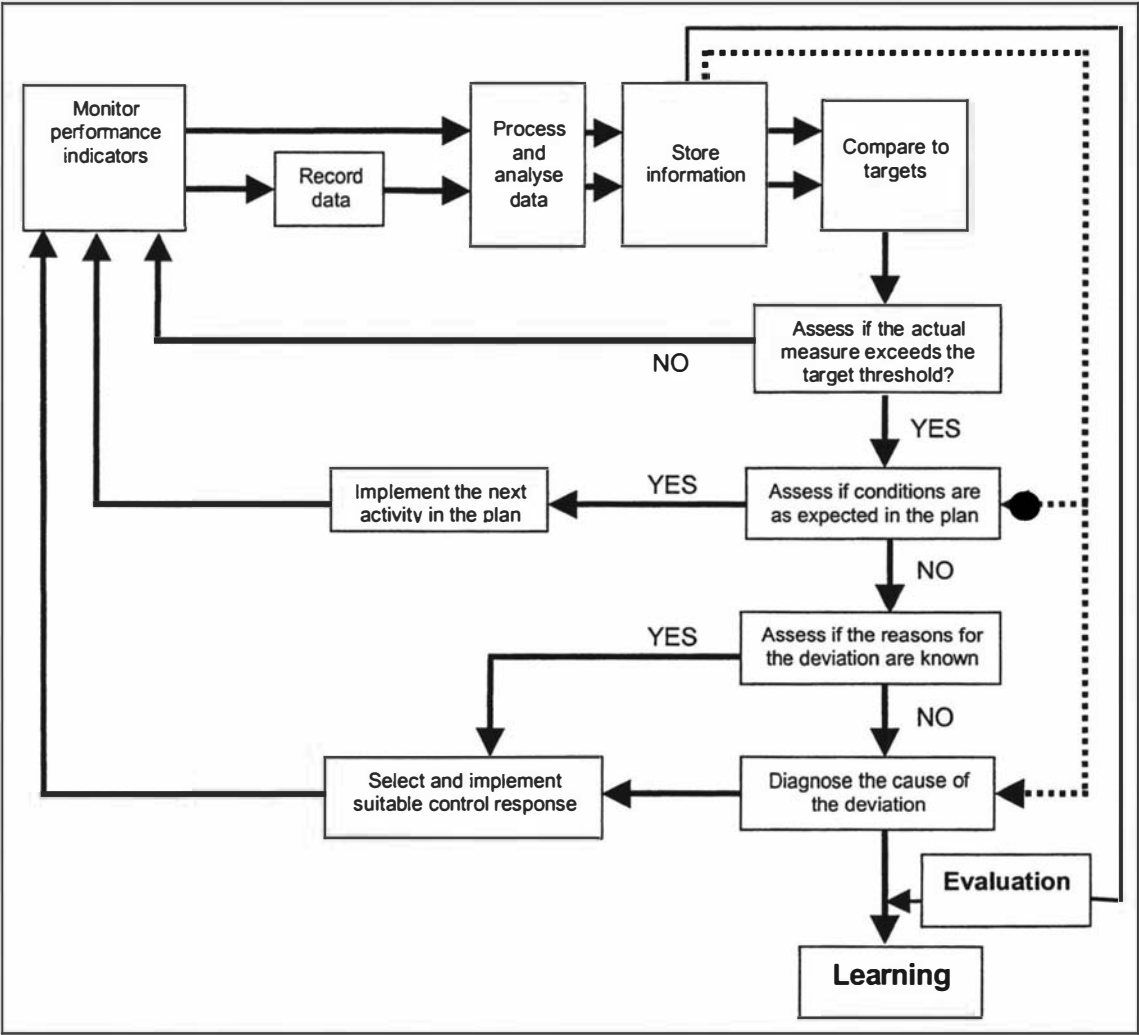 Monitor
performance
indicators
Record
data
Process
and
analyse
data
Store
information
Compare to
targets
Assess if the actual
measure exceeds the
target threshold?
NO
YES
Assess if conditions are
as expected in the plan
YES
Implement the next
activity in the plan
NO
Assess if the reasons for
the deviation are known
YES
NO
Diagnose the cause of
the deviation
Select and implement
suitable control response
Evaluation
Learning